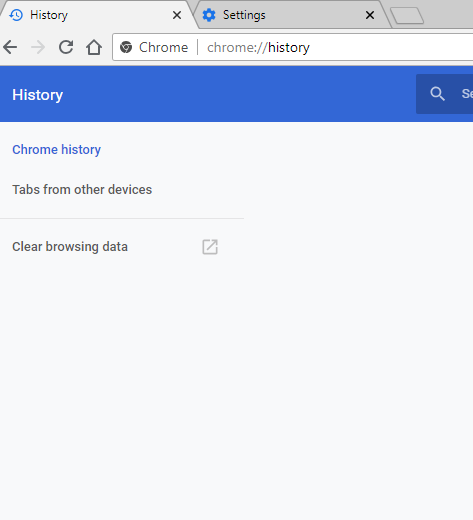 History Settings
Chrome chrome://history
History
Chrome history
Tabs from other devices
Clear browsing data